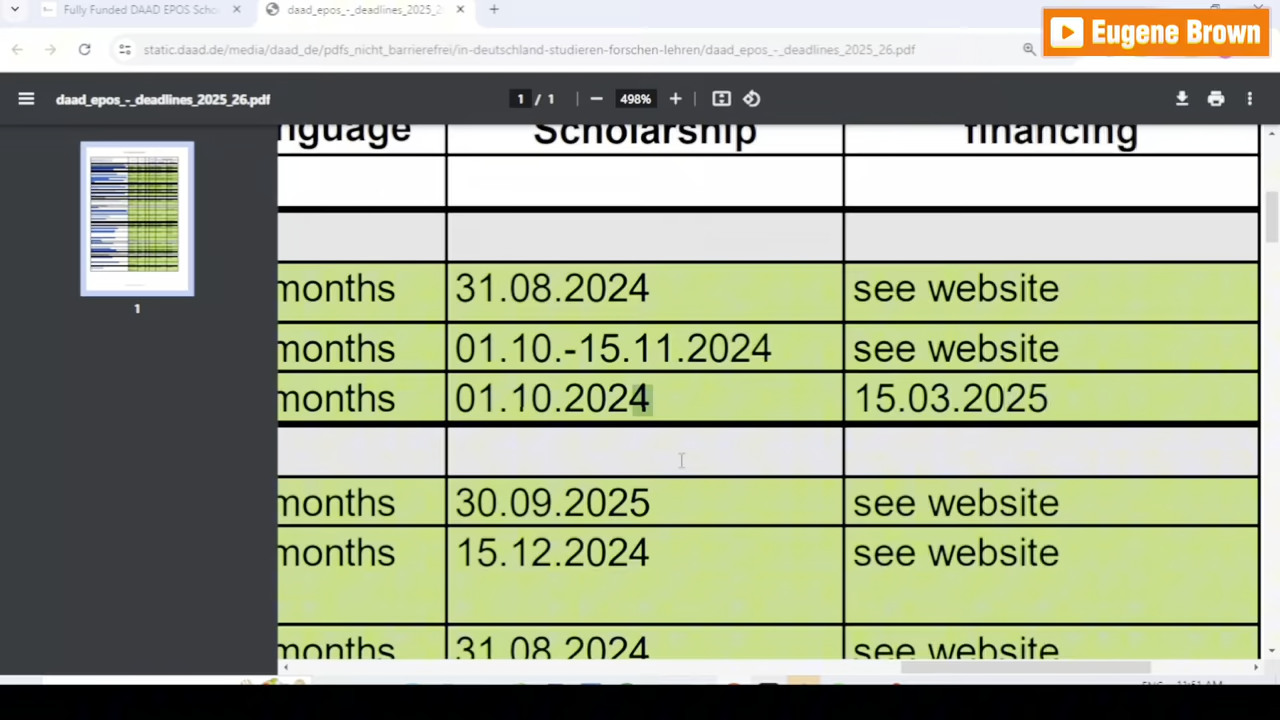 Fully Funded DAAD EPOS Scho
daad_epos_-_deadlines_2025_2
Eugene Brown
static.daad.de/media/daad_de/pdfs_nicht_barrierefrei/in-deutschland-studieren-forschen-lehren/daad_epos_-_deadlines_2025_26.pdf
daad_epos_-_deadlines_2025_26.pdf
1 / 1
498%
nguage Scholarship financing
months 31.08.2024 see website
months 01.10.-15.11.2024 see website
months 01.10.2024 15.03.2025
months 30.09.2025 see website
months 15.12.2024 see website
months 31.08.2024 see website
1